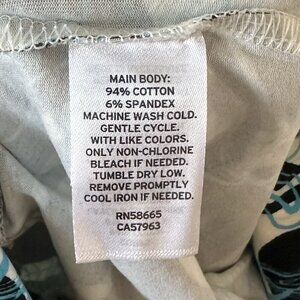 MAIN BODY:
94% COTTON
6% SPANDEX
MACHINE WASH COLD.
GENTLE CYCLE.
WITH LIKE COLORS.
ONLY NON-CHLORINE
BLEACH IF NEEDED.
TUMBLE DRY LOW.
REMOVE PROMPTLY
COOL IRON IF NEEDED.
RN58665
CA57963